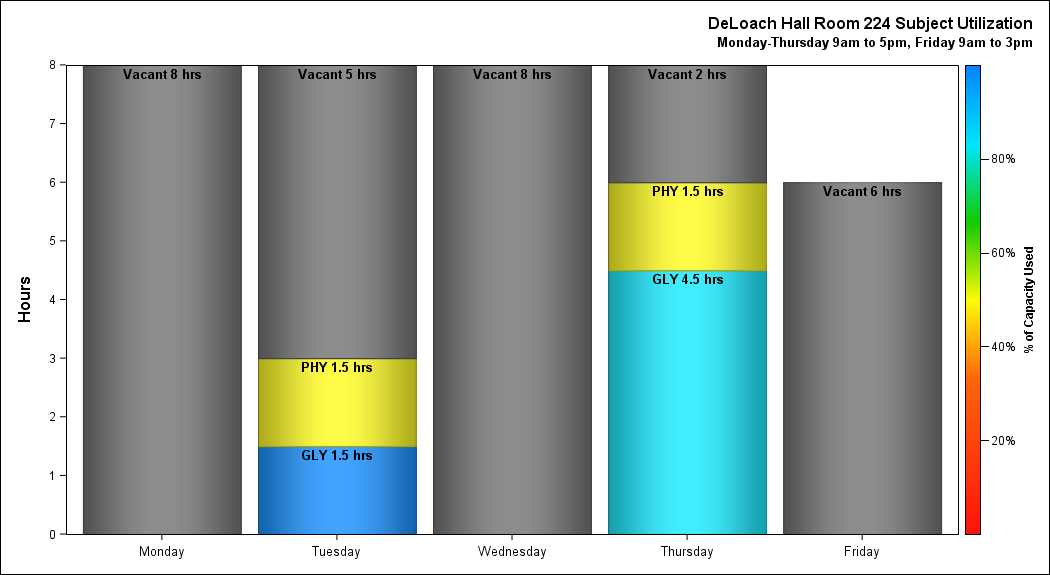 DeLoach Hall Room 224 Subject Utilization
Monday-Thursday 9am to 5pm, Friday 9am to 3pm
8
7
6
5
4
3
2
1
0
Hours
Vacant 8 hrs
Vacant 5 hrs
Vacant 8 hrs
Vacant 2 hrs
PHY 1.5 hrs
Vacant 6 hrs
GLY 4.5 hrs
PHY 1.5 hrs
GLY 1.5 hrs
Monday
Tuesday
Wednesday
Thursday
Friday
80%
60%
40%
20%
% of Capacity Used